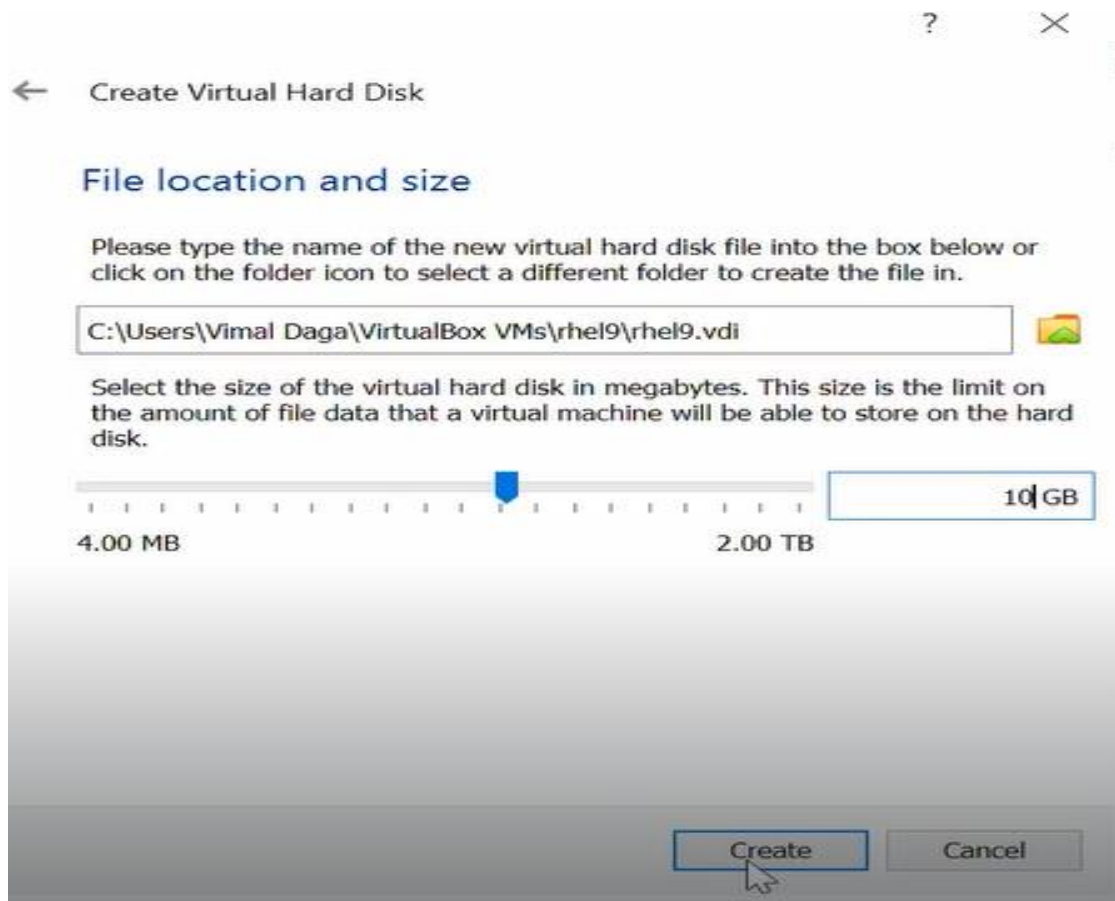 ?
Create Virtual Hard Disk
File location and size
Please type the name of the new virtual hard disk file into the box below or
click on the folder icon to select a different folder to create the file in.
C:\Users\Vimal Daga\VirtualBox VMs\rhel9\rhel9.vdi
Select the size of the virtual hard disk in megabytes. This size is the limit on
the amount of file data that a virtual machine will be able to store on the hard
disk.
10 GB
4.00 MB 2.00 TB
Create Cancel